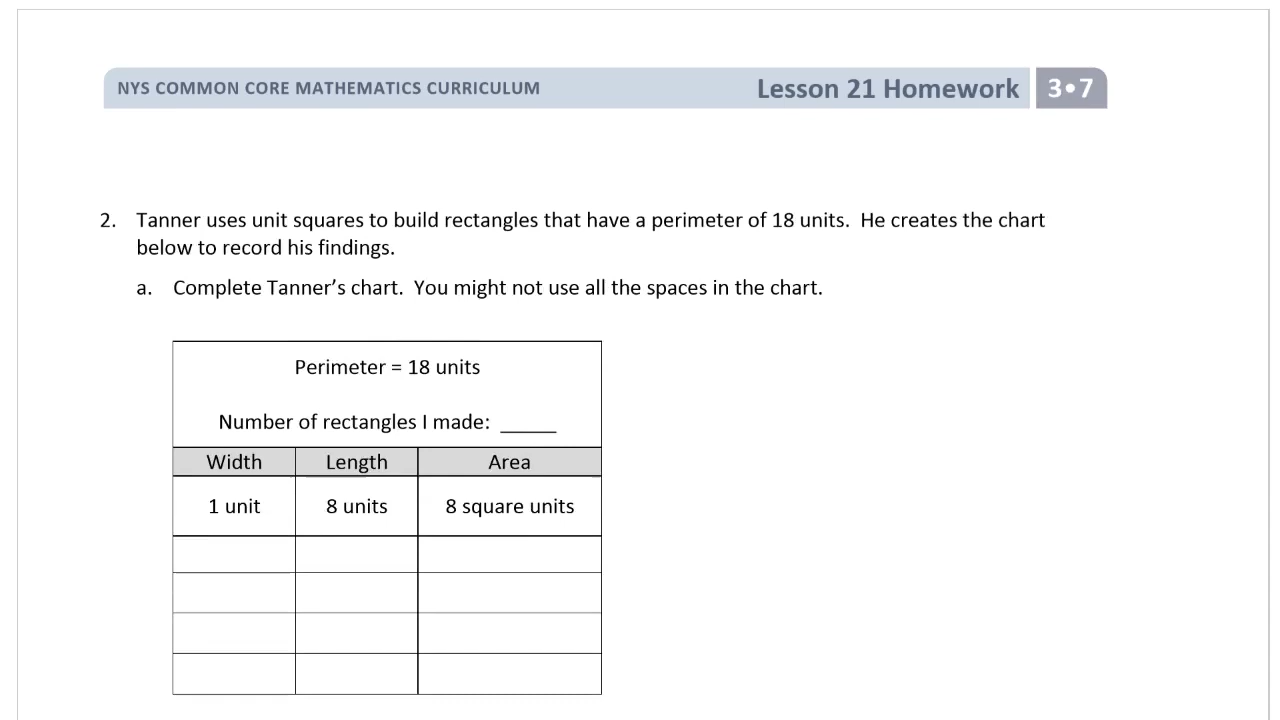 NYS COMMON CORE MATHEMATICS CURRICULUM Lesson 21 Homework 3•7
2. Tanner uses unit squares to build rectangles that have a perimeter of 18 units. He creates the chart
below to record his findings.
a. Complete Tanner’s chart. You might not use all the spaces in the chart.
Perimeter = 18 units
Number of rectangles I made: _____
Width Length Area
1 unit 8 units 8 square units